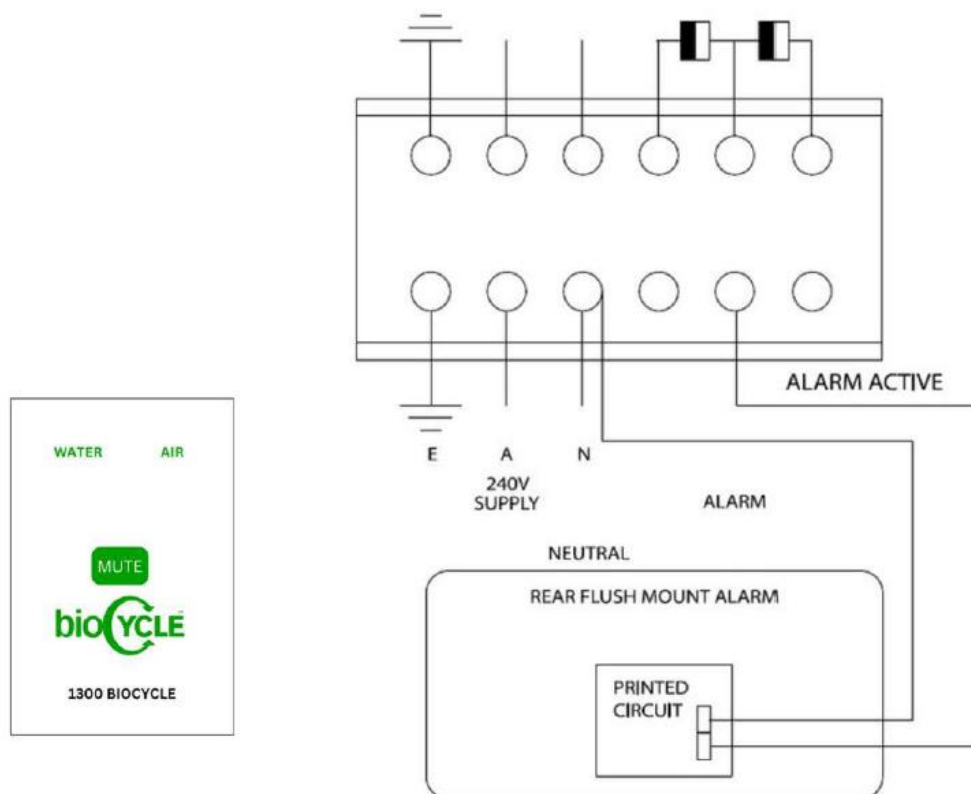 ALARM ACTIVE
E A N
240V
SUPPLY
ALARM
NEUTRAL
REAR FLUSH MOUNT ALARM
PRINTED
CIRCUIT
WATER AIR
MUTE
bioCYCLE
1300 BIOCYCLE